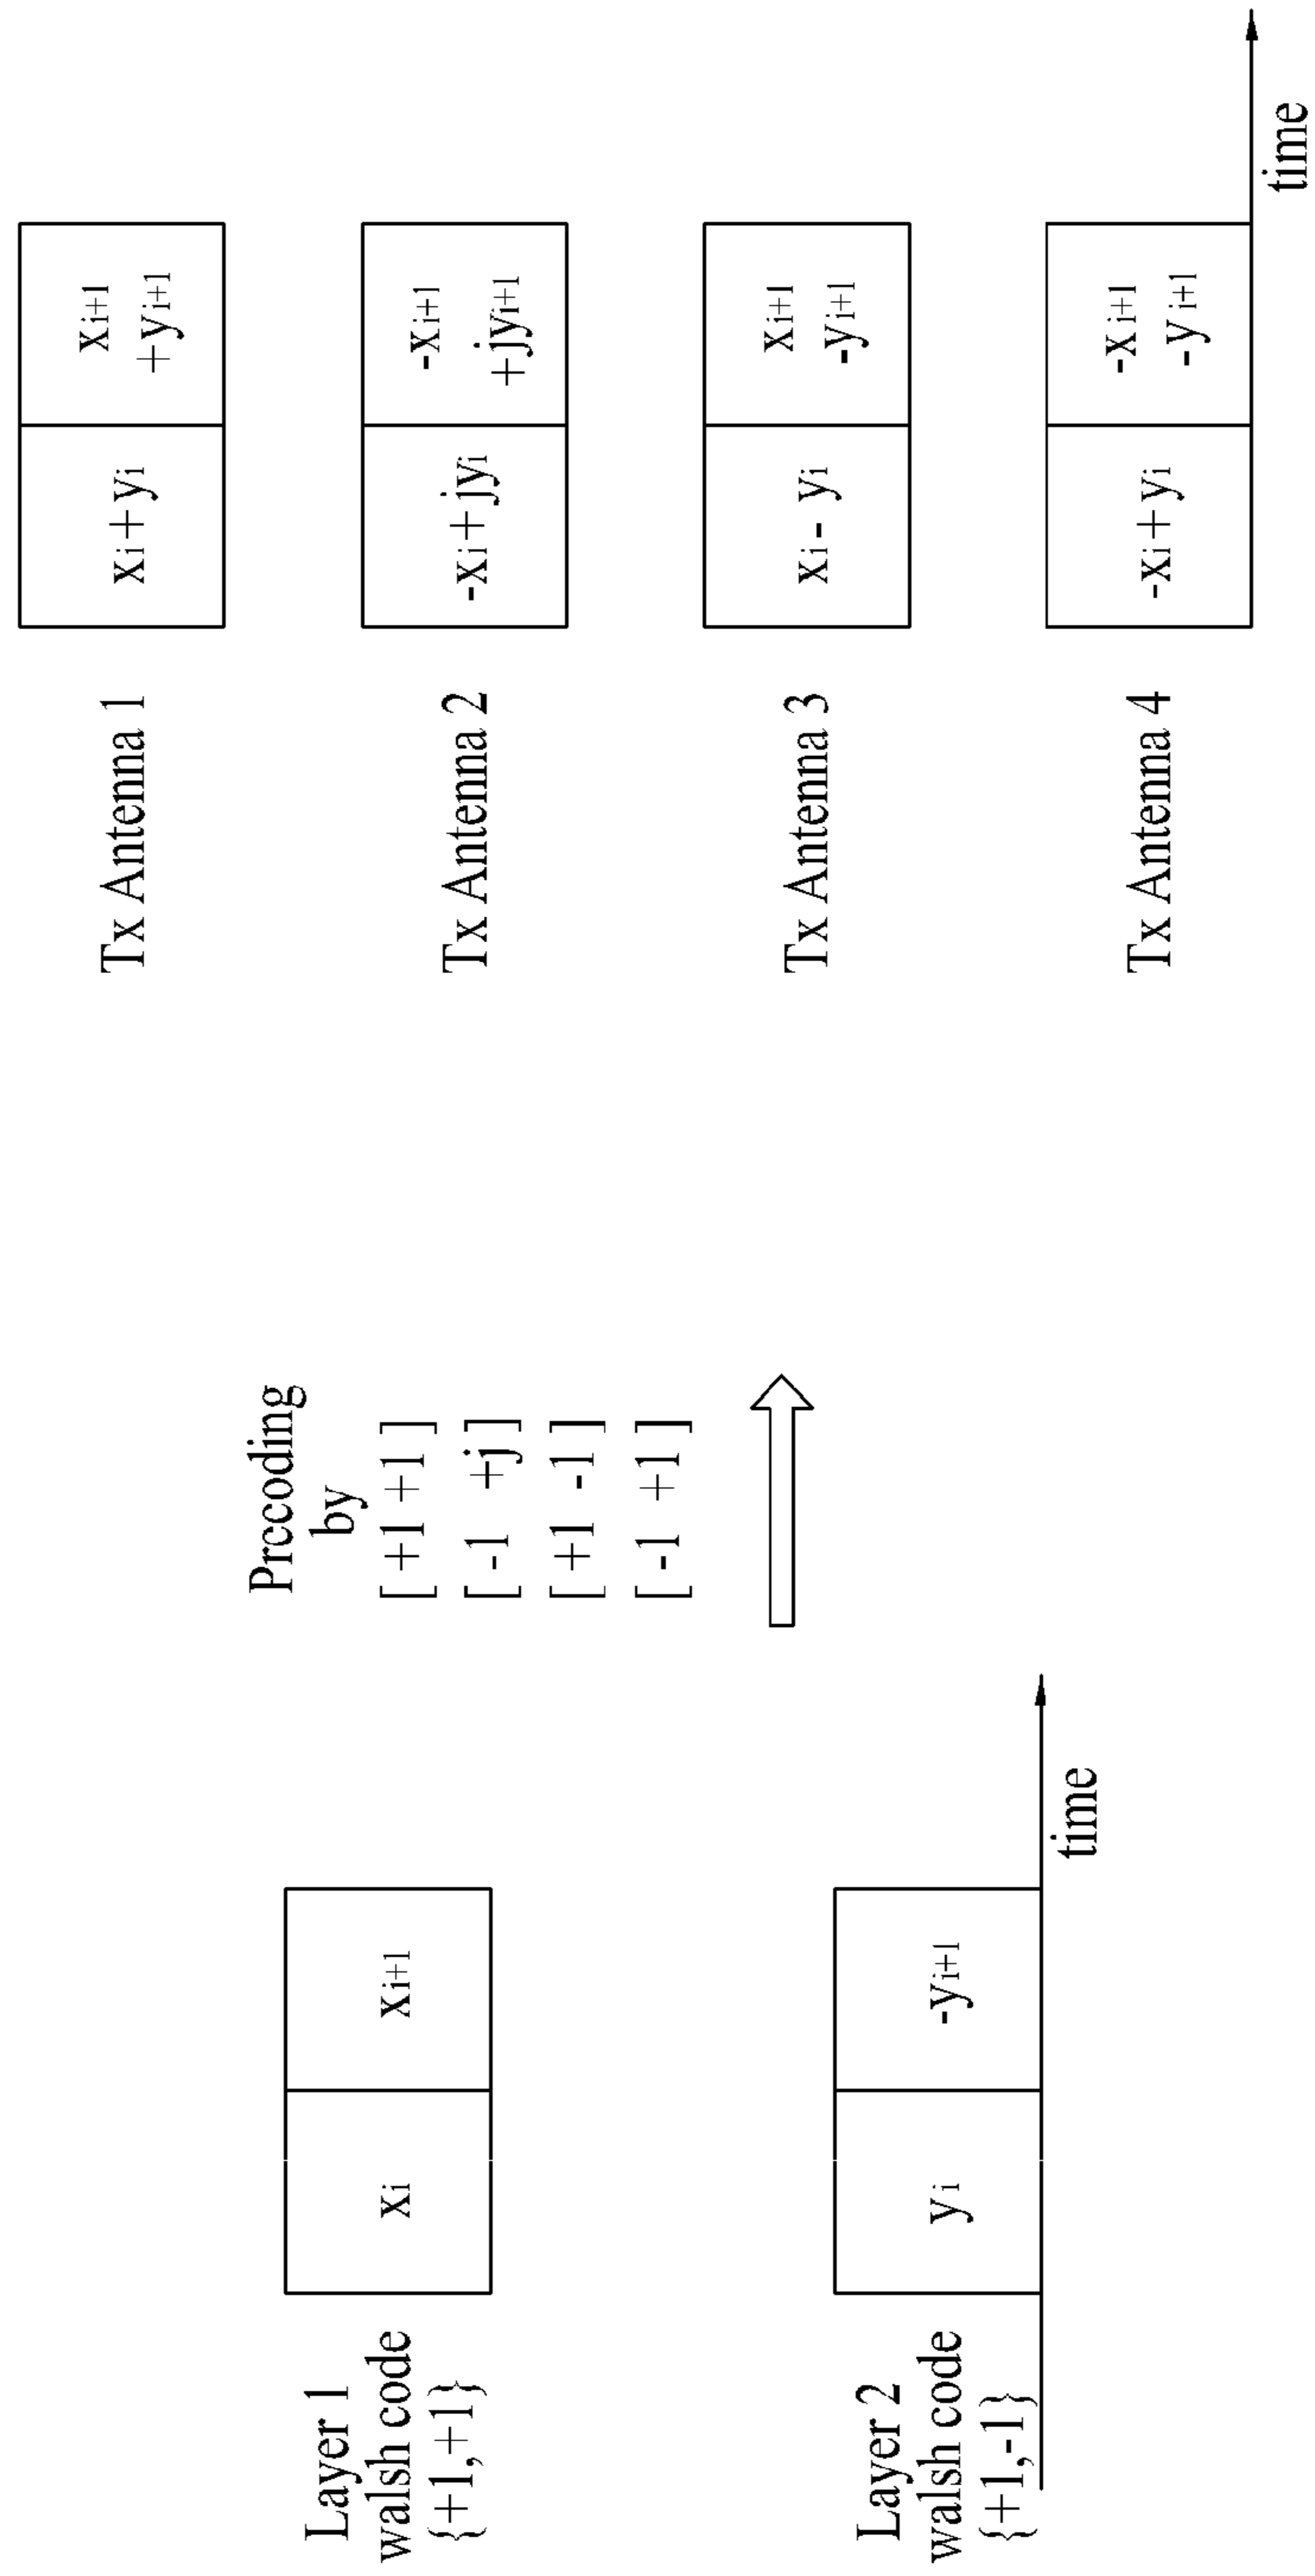 Layer 1
walsh code
{+1,+1}
xi
xi+1
Layer 2
walsh code
{+1,-1}
yi
-yi+1
time
Precoding
by
[ +1 +1 ]
[ -1 +j ]
[ +1 -1 ]
[ -1 +1 ]
Tx Antenna 1
xi+yi
xi+1
+yi+1
Tx Antenna 2
-xi+jyi
-xi+1
+jyi+1
Tx Antenna 3
xi- yi
xi+1
-yi+1
Tx Antenna 4
-xi+yi
-xi+1
-yi+1
time